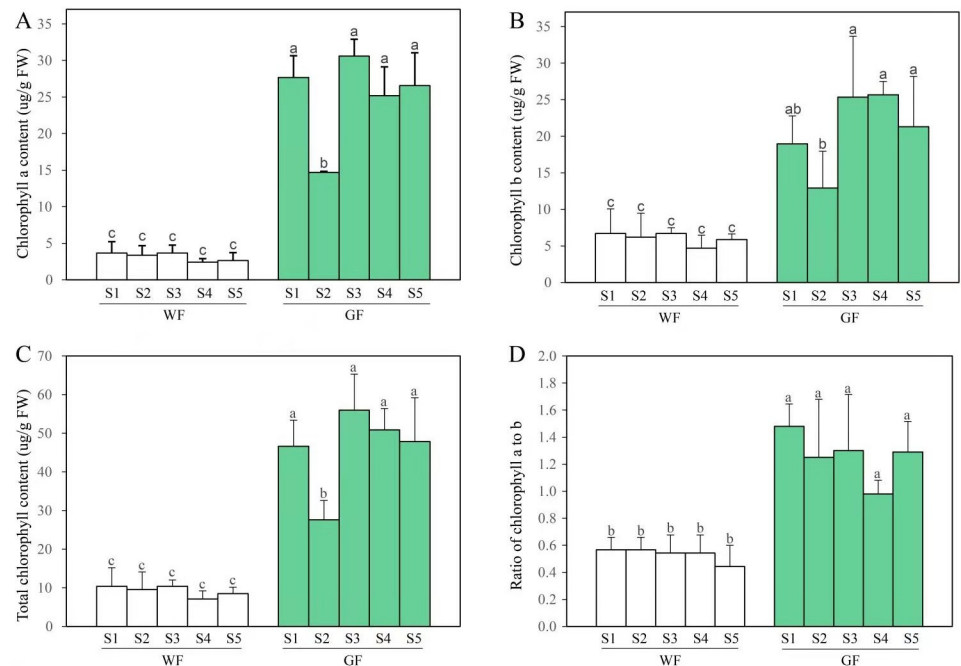 A
Chlorophyll a content (ug/g FW)
35
30
25
20
15
10
5
0
c c c c c a b a a a
S1 S2 S3 S4 S5 S1 S2 S3 S4 S5
WF GF
B
Chlorophyll b content (ug/g FW)
35
30
25
20
15
10
5
0
c c c c c ab b a a a
S1 S2 S3 S4 S5 S1 S2 S3 S4 S5
WF GF
C
Total chlorophyll content (ug/g FW)
70
60
50
40
30
20
10
0
c c c c c a b a a a
S1 S2 S3 S4 S5 S1 S2 S3 S4 S5
WF GF
D
Ratio of chlorophyll a to b
2.0
1.8
1.6
1.4
1.2
1.0
0.8
0.6
0.4
0.2
0.0
b b b b b a a a a a
S1 S2 S3 S4 S5 S1 S2 S3 S4 S5
WF GF